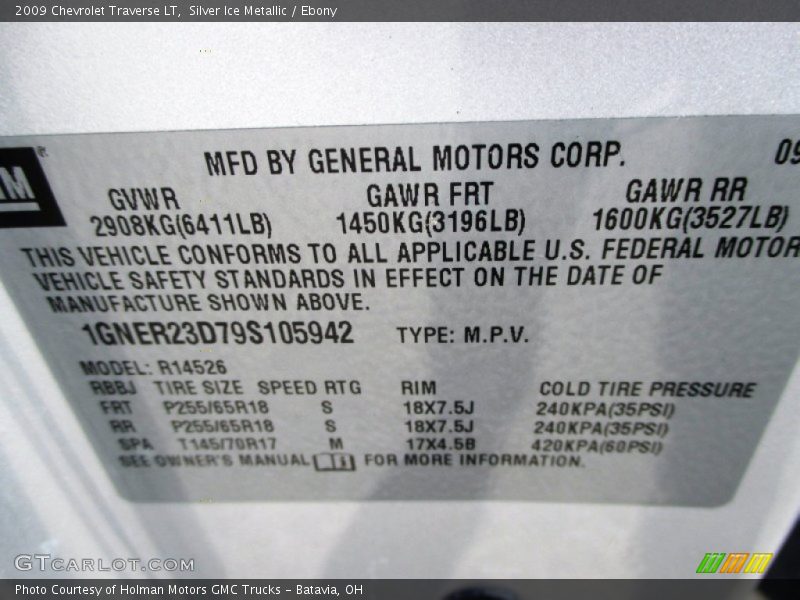 2009 Chevrolet Traverse LT, Silver Ice Metallic / Ebony
MFD BY GENERAL MOTORS CORP. 09
GM
GVWR GAWR FRT GAWR RR
2908KG(6411LB) 1450KG(3196LB) 1600KG(3527LB)
THIS VEHICLE CONFORMS TO ALL APPLICABLE U.S. FEDERAL MOTOR
VEHICLE SAFETY STANDARDS IN EFFECT ON THE DATE OF
MANUFACTURE SHOWN ABOVE.
1GNER23D79S105942 TYPE: M.P.V.
MODEL: R14526
RBBJ TIRE SIZE SPEED RTG RIM COLD TIRE PRESSURE
FRT P255/65R18 S 18X7.5J 240KPA(35PSI)
RR P255/65R18 S 18X7.5J 240KPA(35PSI)
SPA T145/70R17 M 17X4.5B 420KPA(60PSI)
SEE OWNER'S MANUAL FOR MORE INFORMATION.
GTCARLOT.COM
Photo Courtesy of Holman Motors GMC Trucks - Batavia, OH